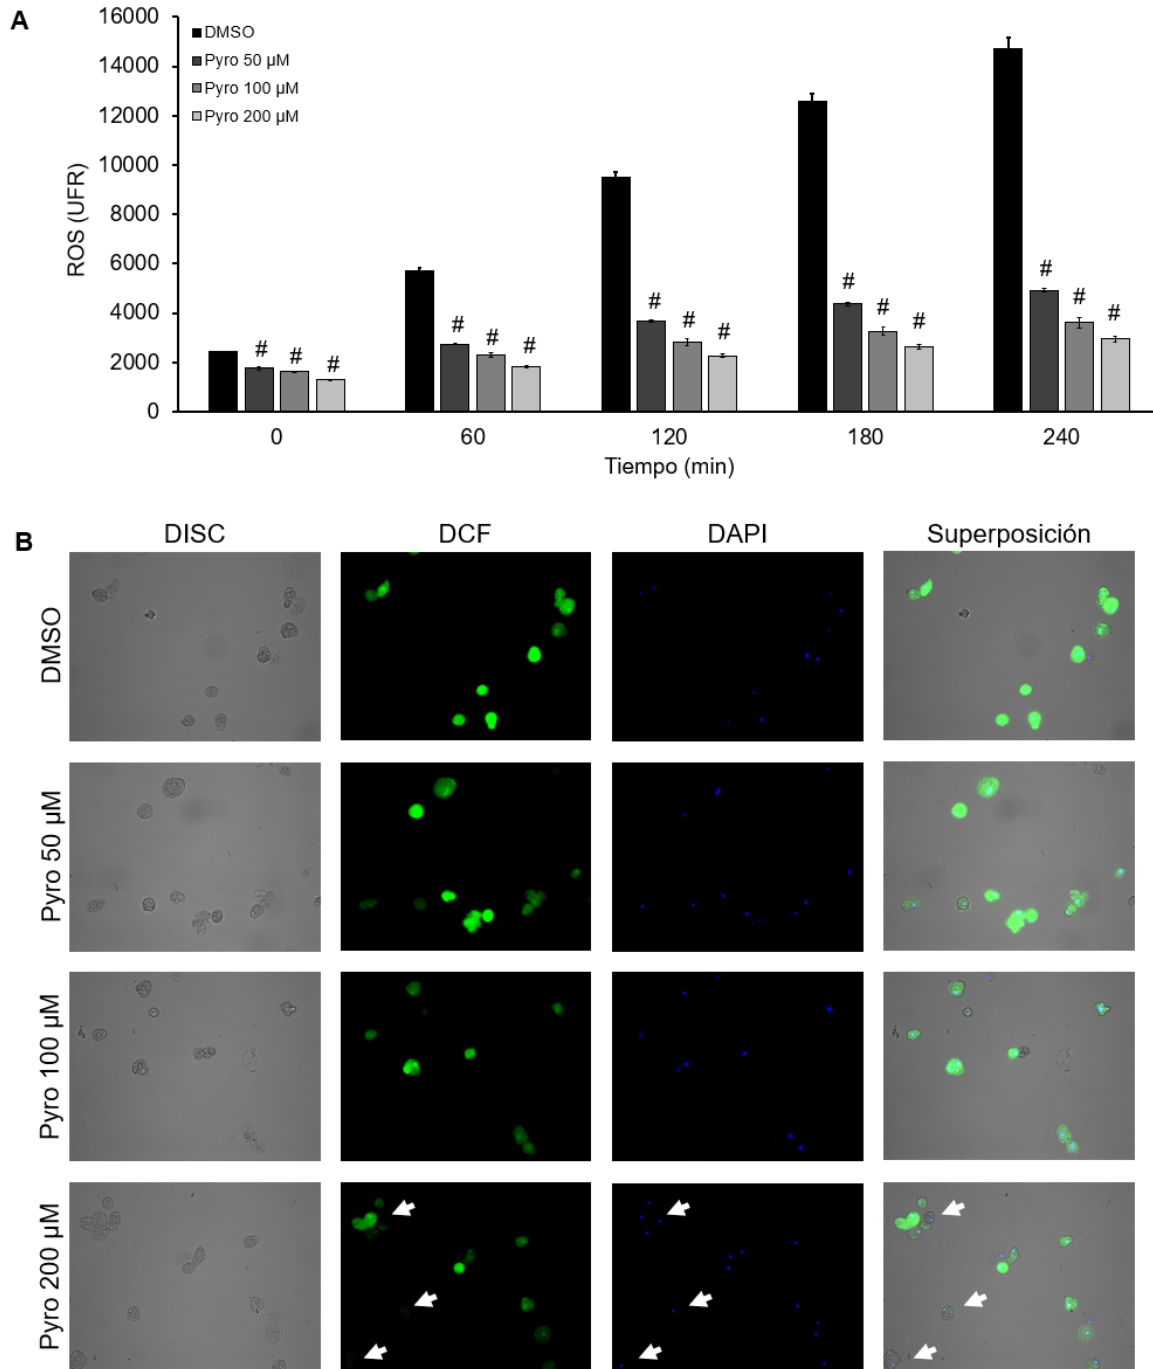 A
16000
14000
12000
10000
8000
6000
4000
2000
0
ROS (UFR)
DMSO
Pyro 50 µM
Pyro 100 µM
Pyro 200 µM
# # #
# # #
# # #
# # #
# # #
0 60 120 180 240
Tiempo (min)
B
DISC DCF DAPI Superposición
DMSO
Pyro 50 µM
Pyro 100 µM
Pyro 200 µM